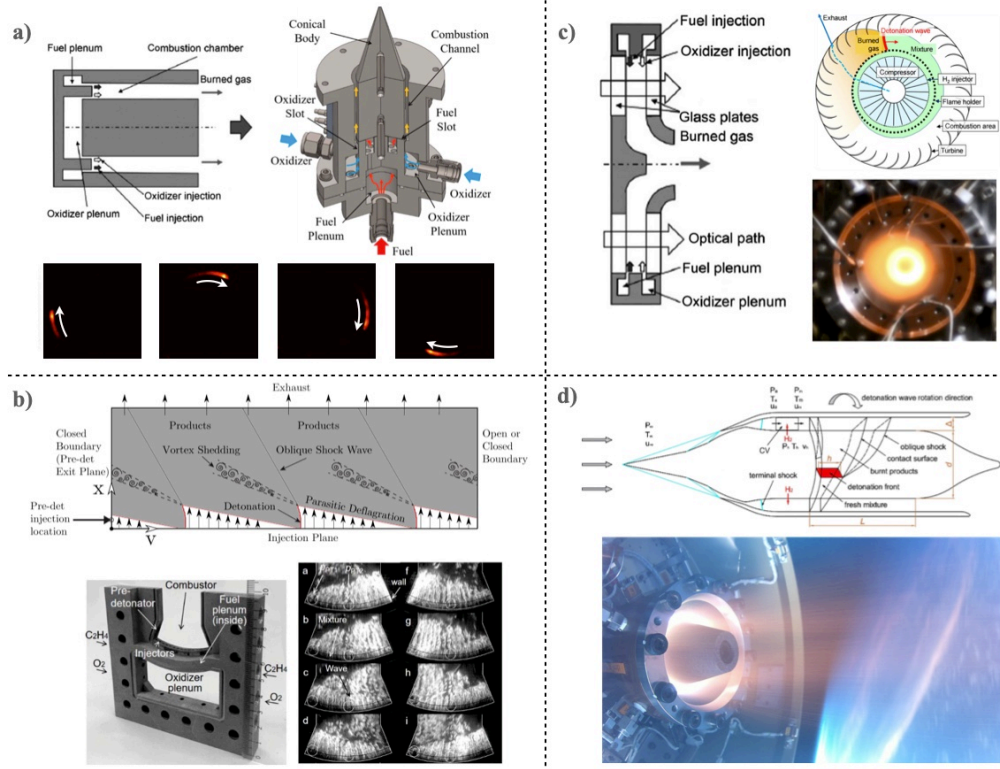 a)
Fuel plenum
Combustion chamber
Burned gas
Oxidizer injection
Oxidizer plenum
Fuel injection
Conical
Body
Combustion
Channel
Oxidizer
Slot
Fuel
Slot
Oxidizer
Oxidizer
Fuel
Plenum
Oxidizer
Plenum
Fuel
b)
Exhaust
Products
Products
Closed
Boundary
(Pre-det
Exit Plane)
Vortex Shedding
Oblique Shock Wave
Open or
Closed
Boundary
X
Pre-det
injection
location
Detonation
Parasitic Deflagration
Y
Injection Plane
Pre-
detonator
Combustor
Fuel
plenum
(inside)
C2H4
O2
Injectors
C2H4
O2
Oxidizer
plenum
a
f
wall
b
Mixture
g
c
Wave
h
d
i
c)
Fuel injection
Oxidizer injection
Glass plates
Burned gas
Optical path
Fuel plenum
Oxidizer plenum
Exhaust
Burned
gas
Detonation wave
Mixture
Compressor
H2 injector
Flame holder
Combustion area
Turbine
d)
detonation wave rotation direction
H2
CV
oblique shock
contact surface
burnt products
detonation front
fresh mixture
terminal shock
H2
h
d
L